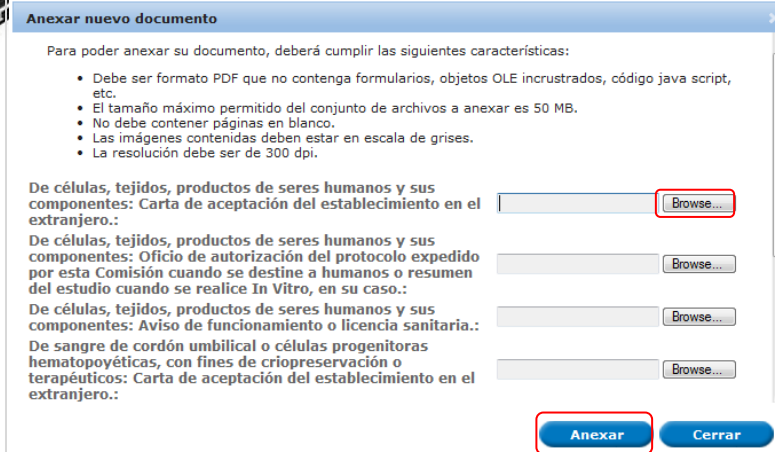 Anexar nuevo documento
Para poder anexar su documento, deberá cumplir las siguientes características:
• Debe ser formato PDF que no contenga formularios, objetos OLE incrustrados, código java script,
etc.
• El tamaño máximo permitido del conjunto de archivos a anexar es 50 MB.
• No debe contener páginas en blanco.
• Las imágenes contenidas deben estar en escala de grises.
• La resolución debe ser de 300 dpi.
De células, tejidos, productos de seres humanos y sus
componentes: Carta de aceptación del establecimiento en el
extranjero.:
Browse...
De células, tejidos, productos de seres humanos y sus
componentes: Oficio de autorización del protocolo expedido
por esta Comisión cuando se destine a humanos o resumen
del estudio cuando se realice In Vitro, en su caso.:
Browse...
De células, tejidos, productos de seres humanos y sus
componentes: Aviso de funcionamiento o licencia sanitaria.:
Browse...
De sangre de cordón umbilical o células progenitoras
hematopoyéticas, con fines de criopreservación o
terapéuticos: Carta de aceptación del establecimiento en el
extranjero.:
Browse...
Anexar
Cerrar